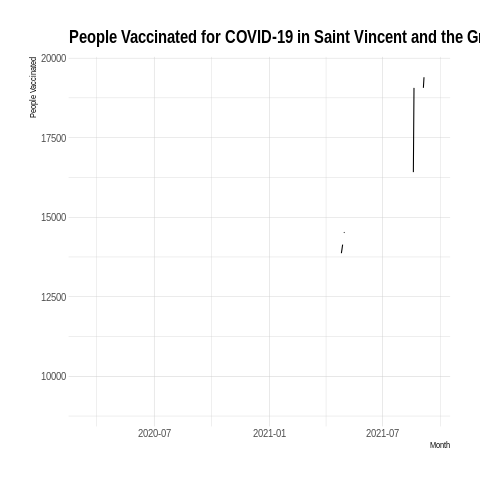 People Vaccinated for COVID-19 in Saint Vincent and the Gr
People Vaccinated
20000
17500
15000
12500
10000
2020-07 2021-01 2021-07
Month